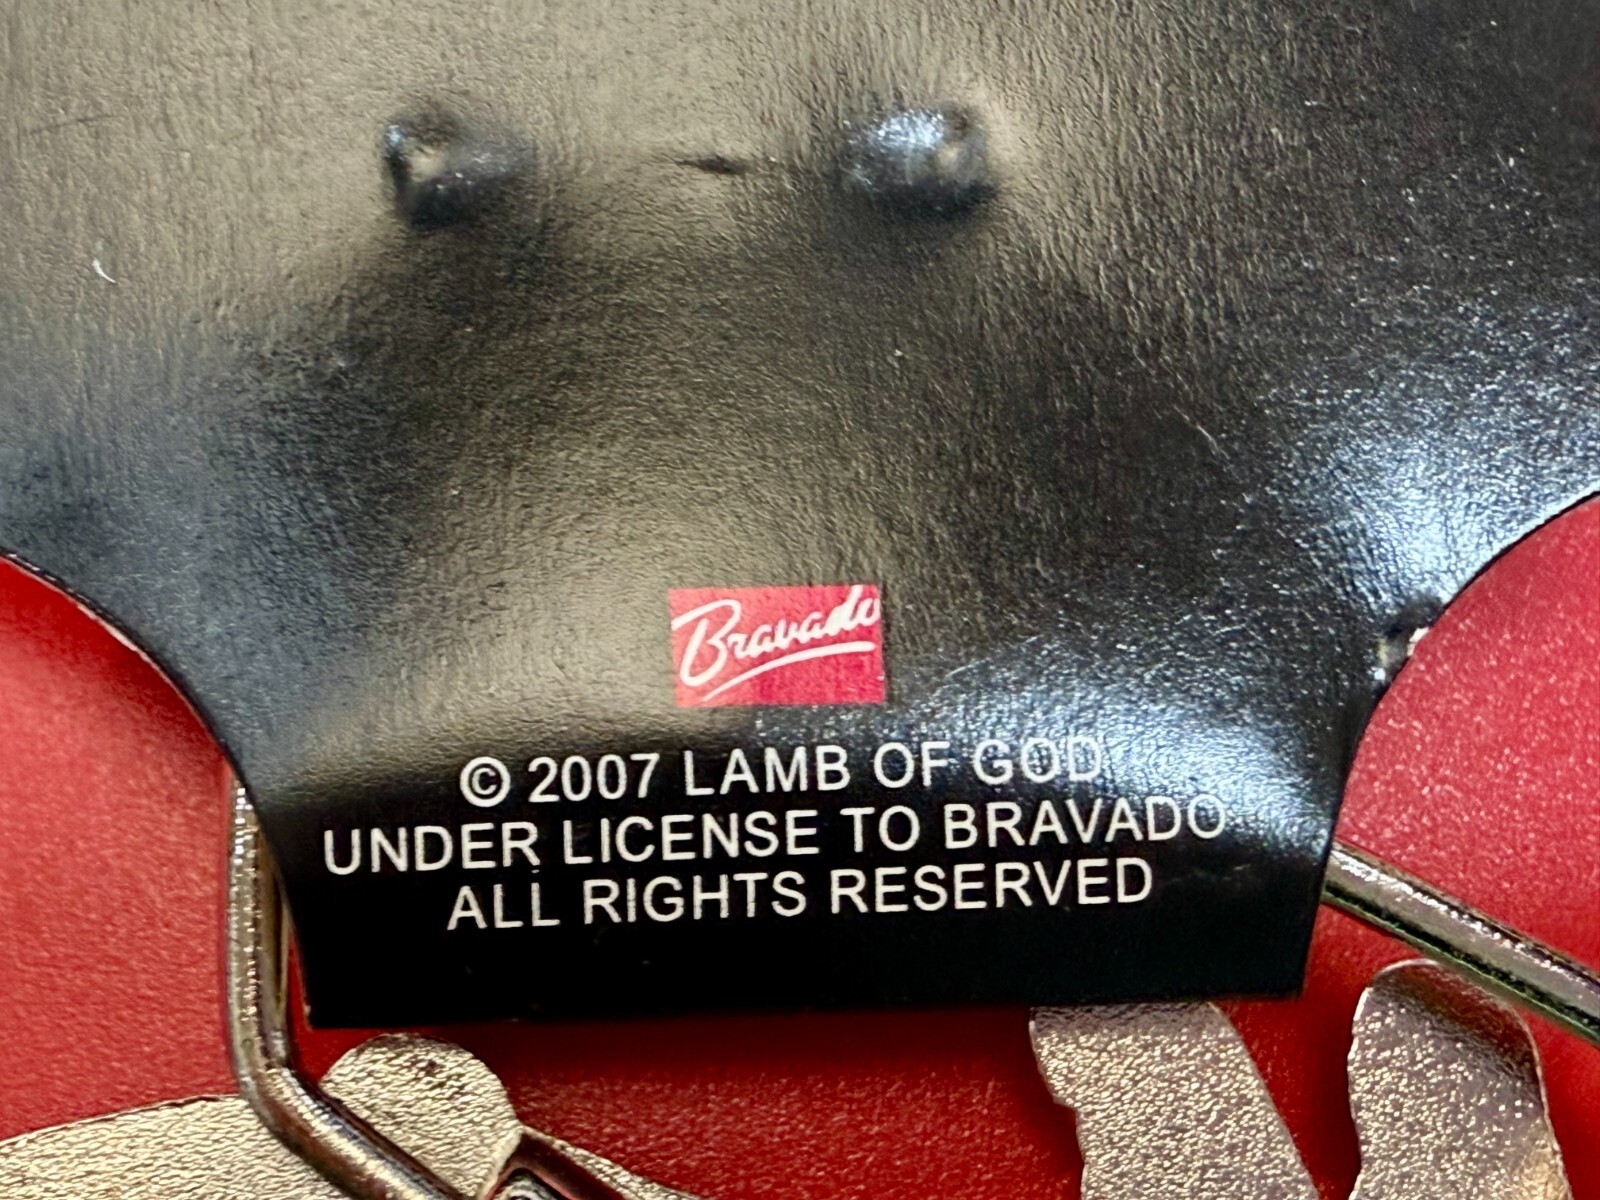 Bravado
© 2007 LAMB OF GOD
UNDER LICENSE TO BRAVADO
ALL RIGHTS RESERVED